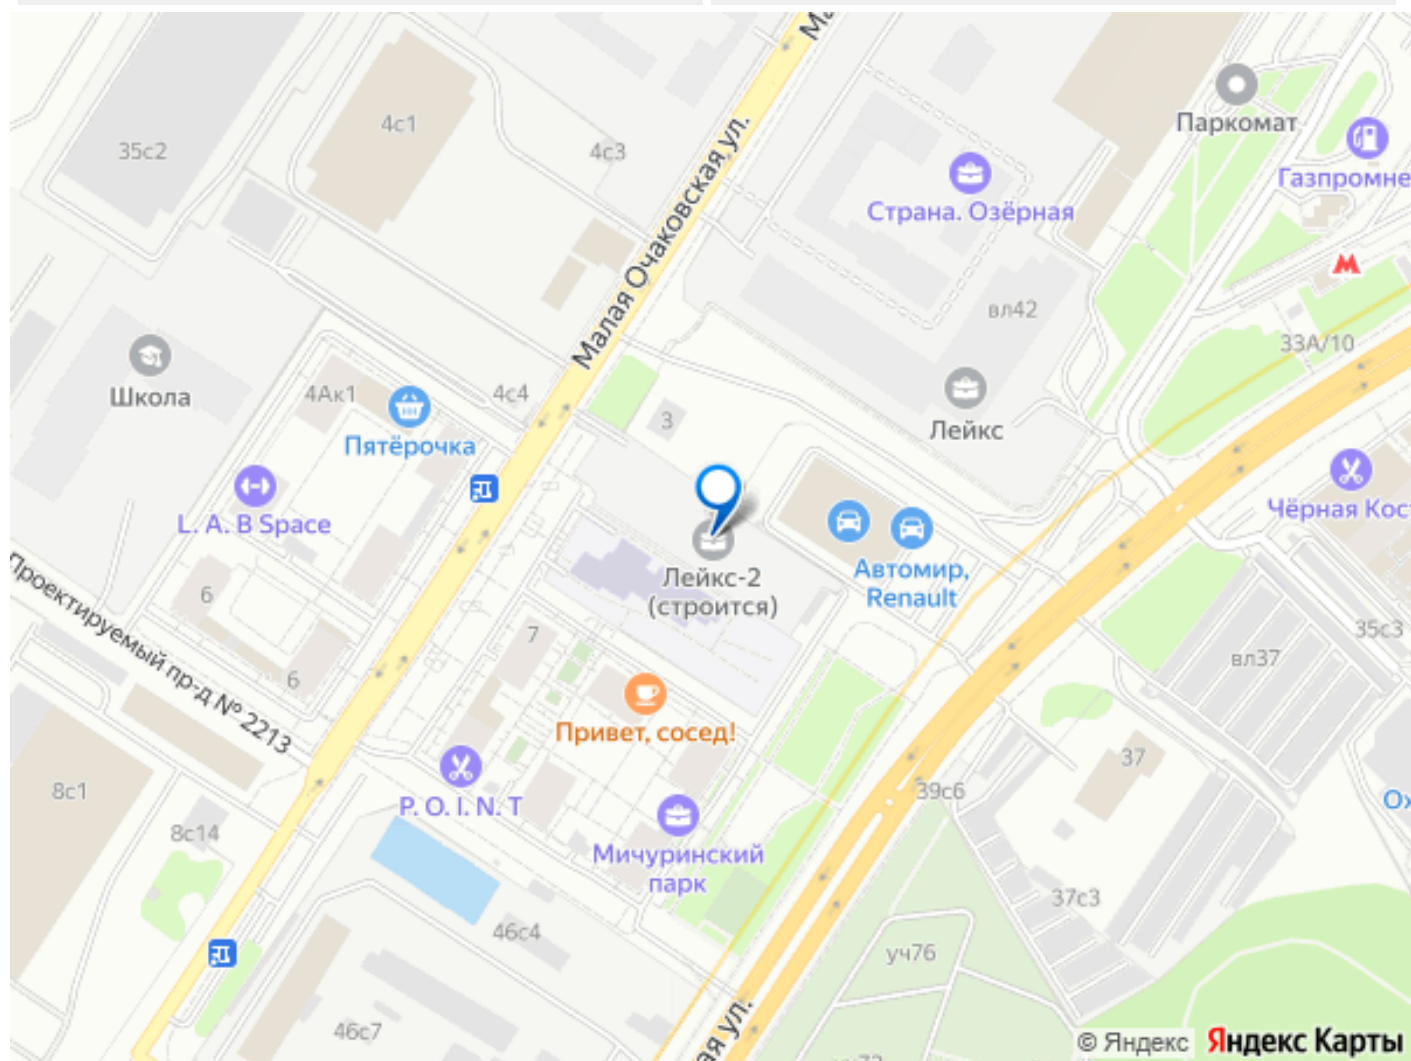 Ма
Паркомат
4с1
35с2
4с3
Газпромне
Страна. Озёрная
Малая Очаковская ул.
вл42
33А/10
Школа
4Ак1
4с4
Пятёрочка
3
Лейкс
L. A. B Space
Чёрная Кост
Автомир,
Renault
Лейкс-2
(строится)
6
7
35с3
вл37
Проектируемый пр-д № 2213
6
Привет, сосед!
37
8с1
P. O. I. N. T
39с6
Ох
8с14
Мичуринский
парк
37с3
46с4
уч76
46с7
ая ул.
© Яндекс Яндекс Карты